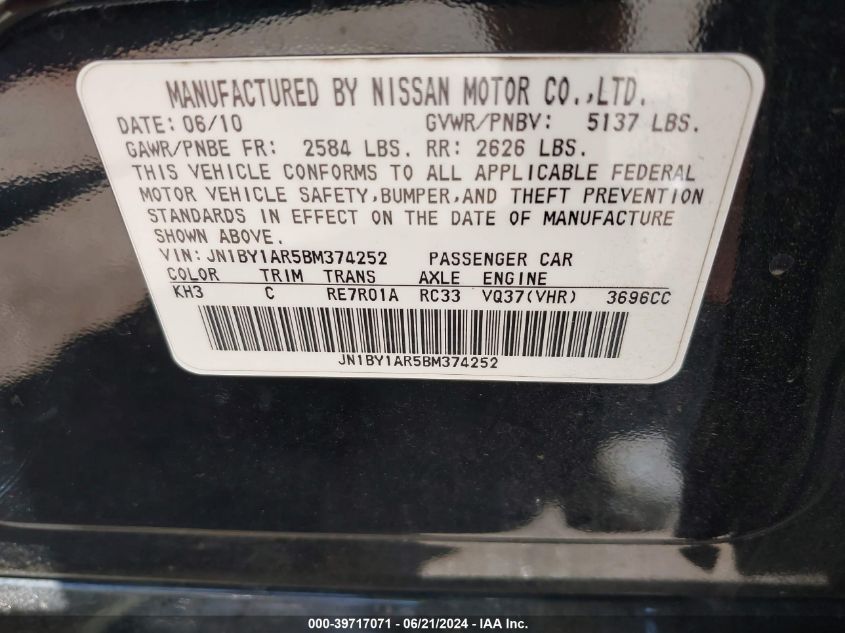 MANUFACTURED BY NISSAN MOTOR CO.,LTD.
DATE: 06/10 GVWR/PNBV: 5137 LBS.
GAWR/PNBE FR: 2584 LBS. RR: 2626 LBS.
THIS VEHICLE CONFORMS TO ALL APPLICABLE FEDERAL
MOTOR VEHICLE SAFETY,BUMPER,AND THEFT PREVENTION
STANDARDS IN EFFECT ON THE DATE OF MANUFACTURE
SHOWN ABOVE.
VIN: JN1BY1AR5BM374252 PASSENGER CAR
COLOR TRIM TRANS AXLE ENGINE
KH3 C RE7R01A RC33 VQ37(VHR) 3696CC
JN1BY1AR5BM374252
000-39717071 - 06/21/2024 - IAA Inc.